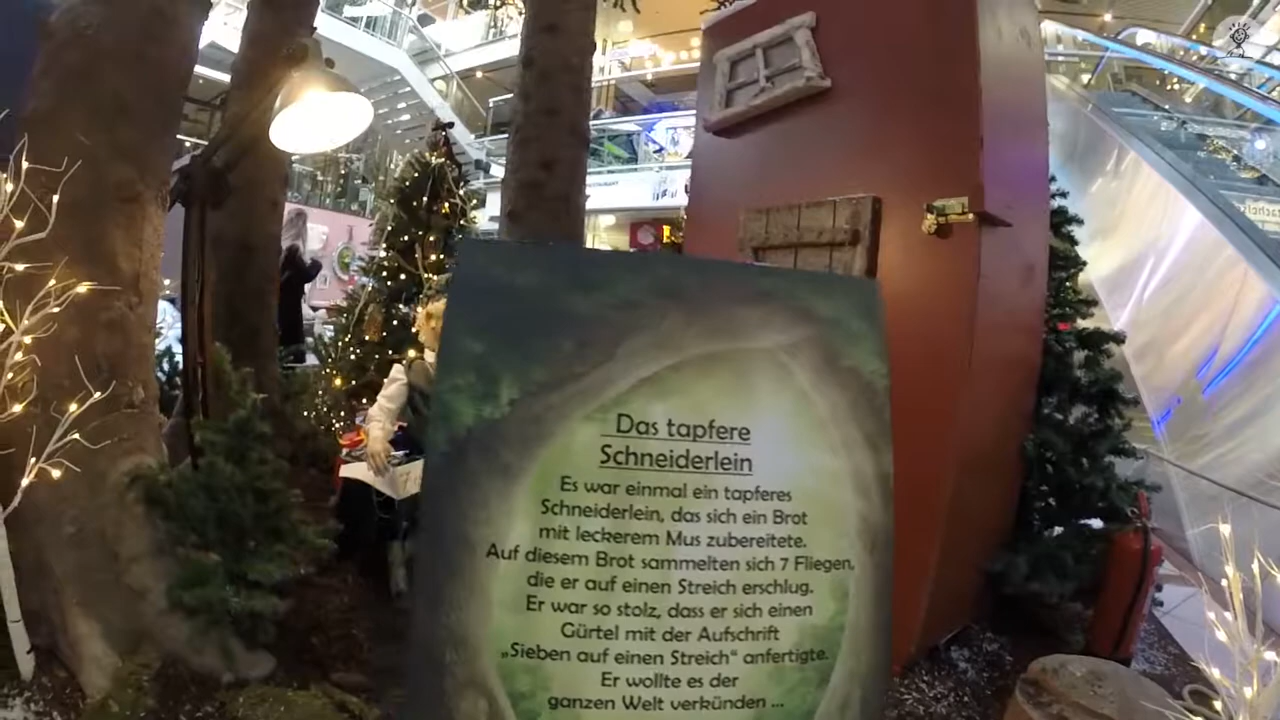 Das tapfere
Schneiderlein
Es war einmal ein tapferes
Schneiderlein, das sich ein Brot
mit leckerem Mus zubereitete.
Auf diesem Brot sammelten sich 7 Fliegen,
die er auf einen Streich erschlug.
Er war so stolz, dass er sich einen
Gürtel mit der Aufschrift
„Sieben auf einen Streich“ anfertigte.
Er wollte es der
ganzen Welt verkünden ...